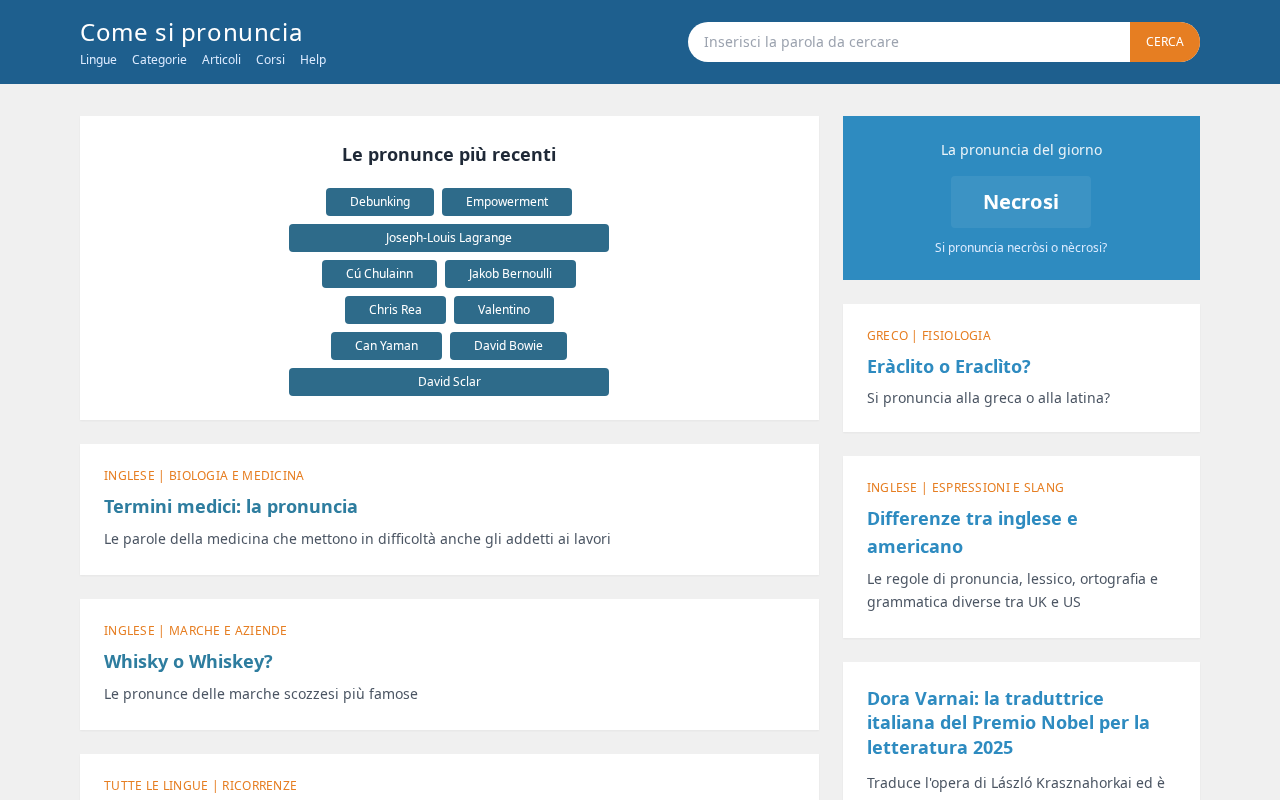 Come si pronuncia
Lingue Categorie Articoli Corsi Help
Inserisci la parola da cercare
CERCA
Le pronunce più recenti
Debunking Empowerment
Joseph-Louis Lagrange
Cú Chulainn Jakob Bernoulli
Chris Rea Valentino
Can Yaman David Bowie
David Sclar
INGLESE | BIOLOGIA E MEDICINA
Termini medici: la pronuncia
Le parole della medicina che mettono in difficoltà anche gli addetti ai lavori
INGLESE | MARCHE E AZIENDE
Whisky o Whiskey?
Le pronunce delle marche scozzesi più famose
TUTTE LE LINGUE | RICORRENZE
La pronuncia del giorno
Necrosi
Si pronuncia necròsi o nècrosi?
GRECO | FISIOLOGIA
Eràclito o Eraclìto?
Si pronuncia alla greca o alla latina?
INGLESE | ESPRESSIONI E SLANG
Differenze tra inglese e
americano
Le regole di pronuncia, lessico, ortografia e
grammatica diverse tra UK e US
Dora Varnai: la traduttrice
italiana del Premio Nobel per la
letteratura 2025
Traduce l'opera di László Krasznahorkai ed è